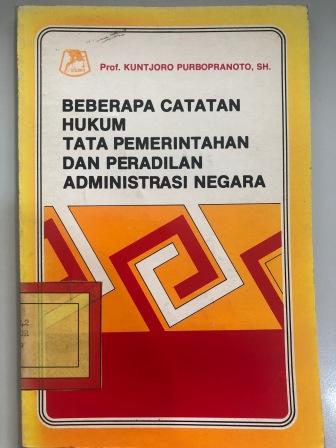 Prof. KUNTJORO PURBOPRANOTO, SH.
BEBERAPA CATATAN
HUKUM
TATA PEMERINTAHAN
DAN PERADILAN
ADMINISTRASI NEGARA